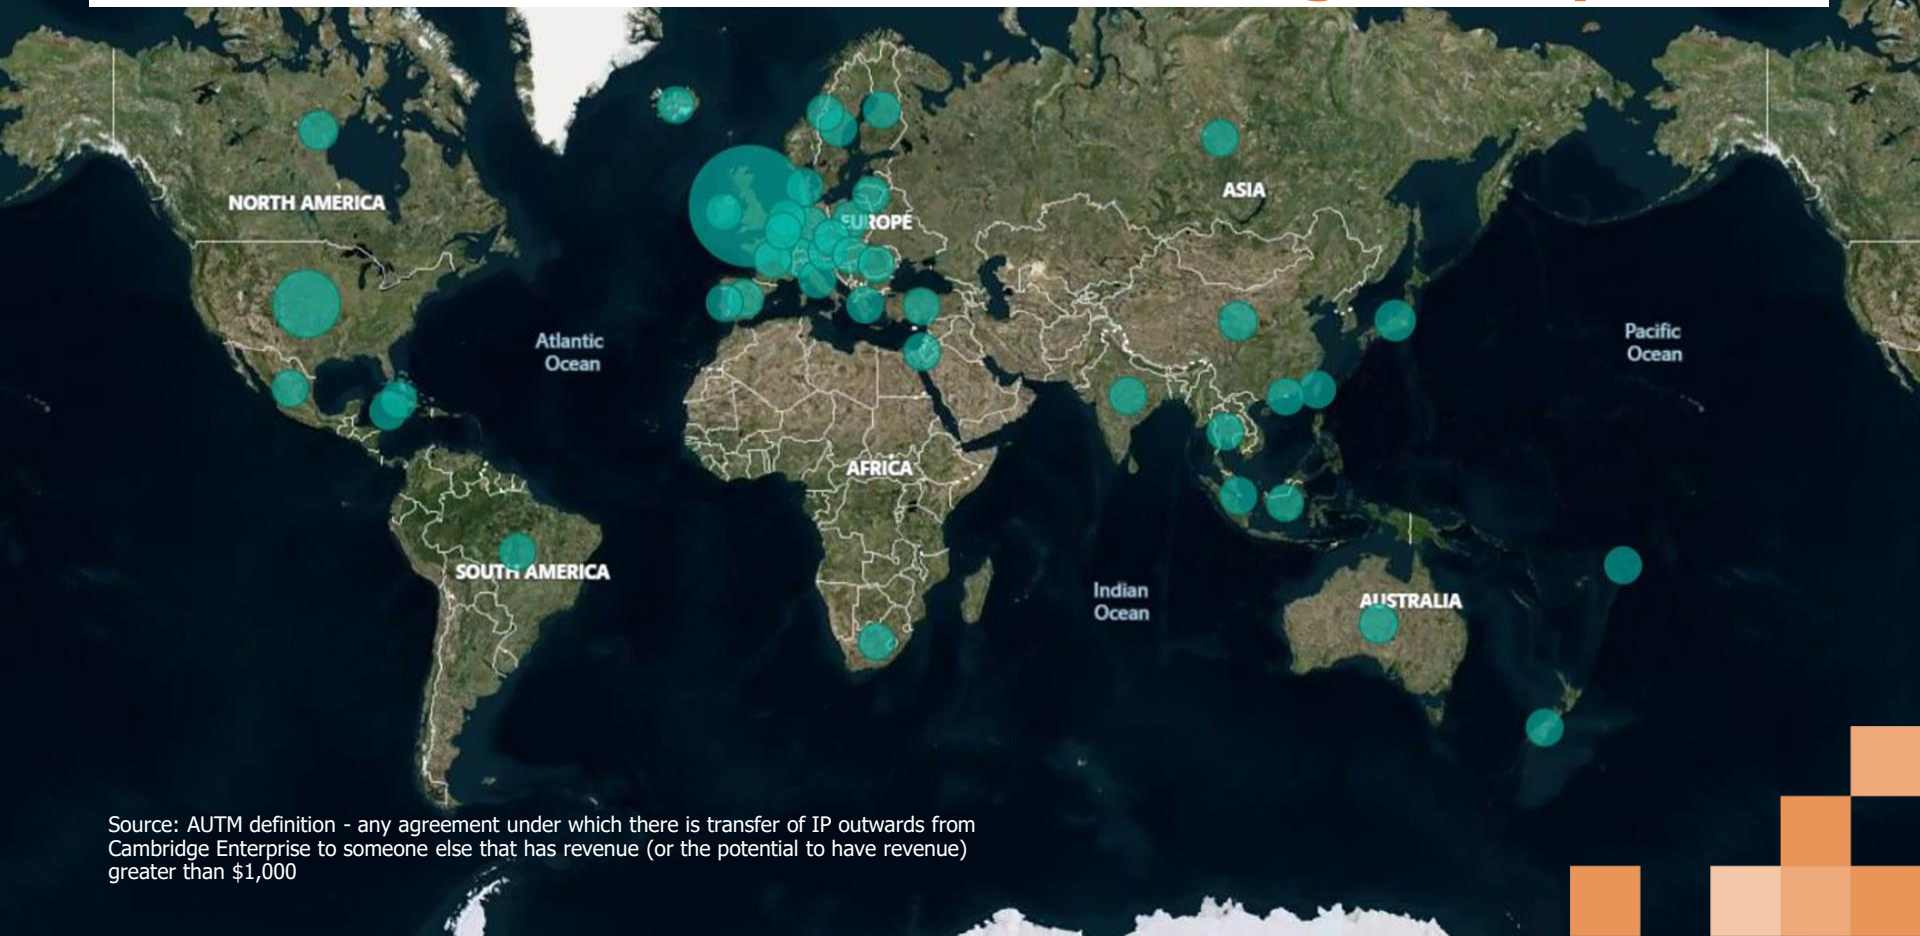 NORTH AMERICA
ASIA
EUROPE
Atlantic
Ocean
Pacific
Ocean
AFRICA
SOUTH AMERICA
Indian
Ocean
AUSTRALIA
Source: AUTM definition - any agreement under which there is transfer of IP outwards from
Cambridge Enterprise to someone else that has revenue (or the potential to have revenue)
greater than $1,000